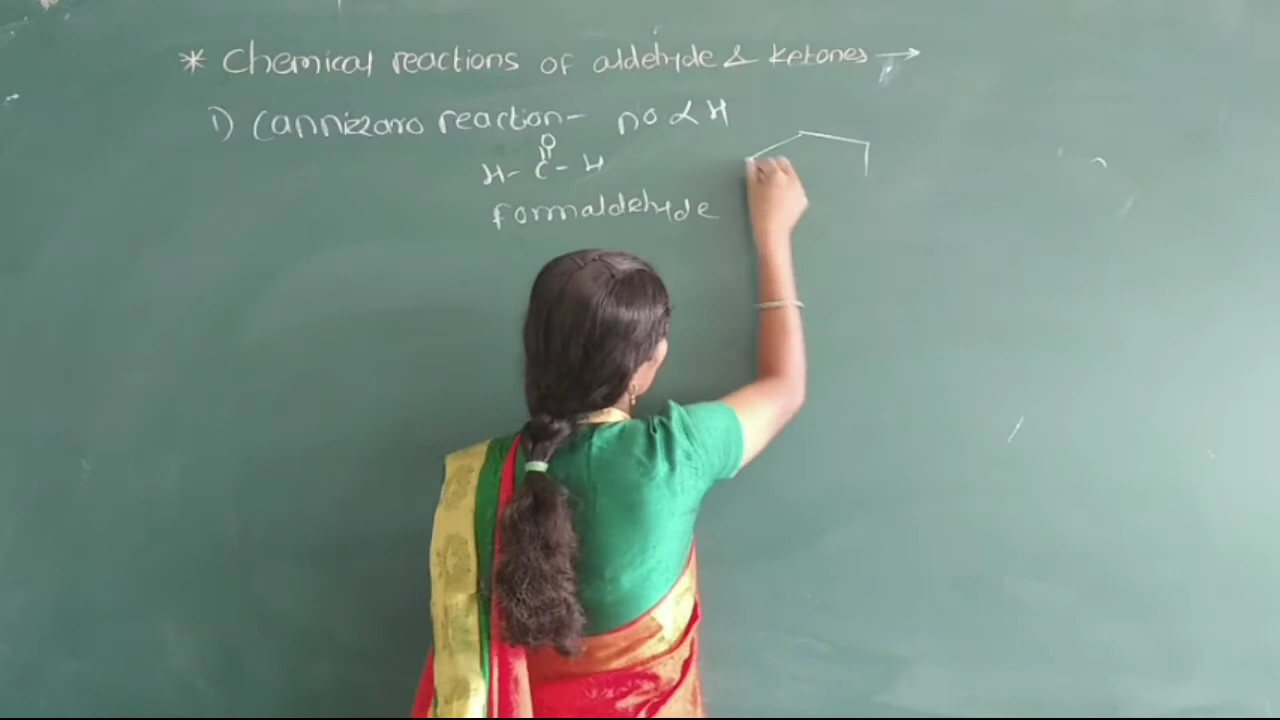 * Chemical reactions of aldehyde & Ketones →
1) Cannizzaro reaction - no α H
O
H - C - H
formaldehyde